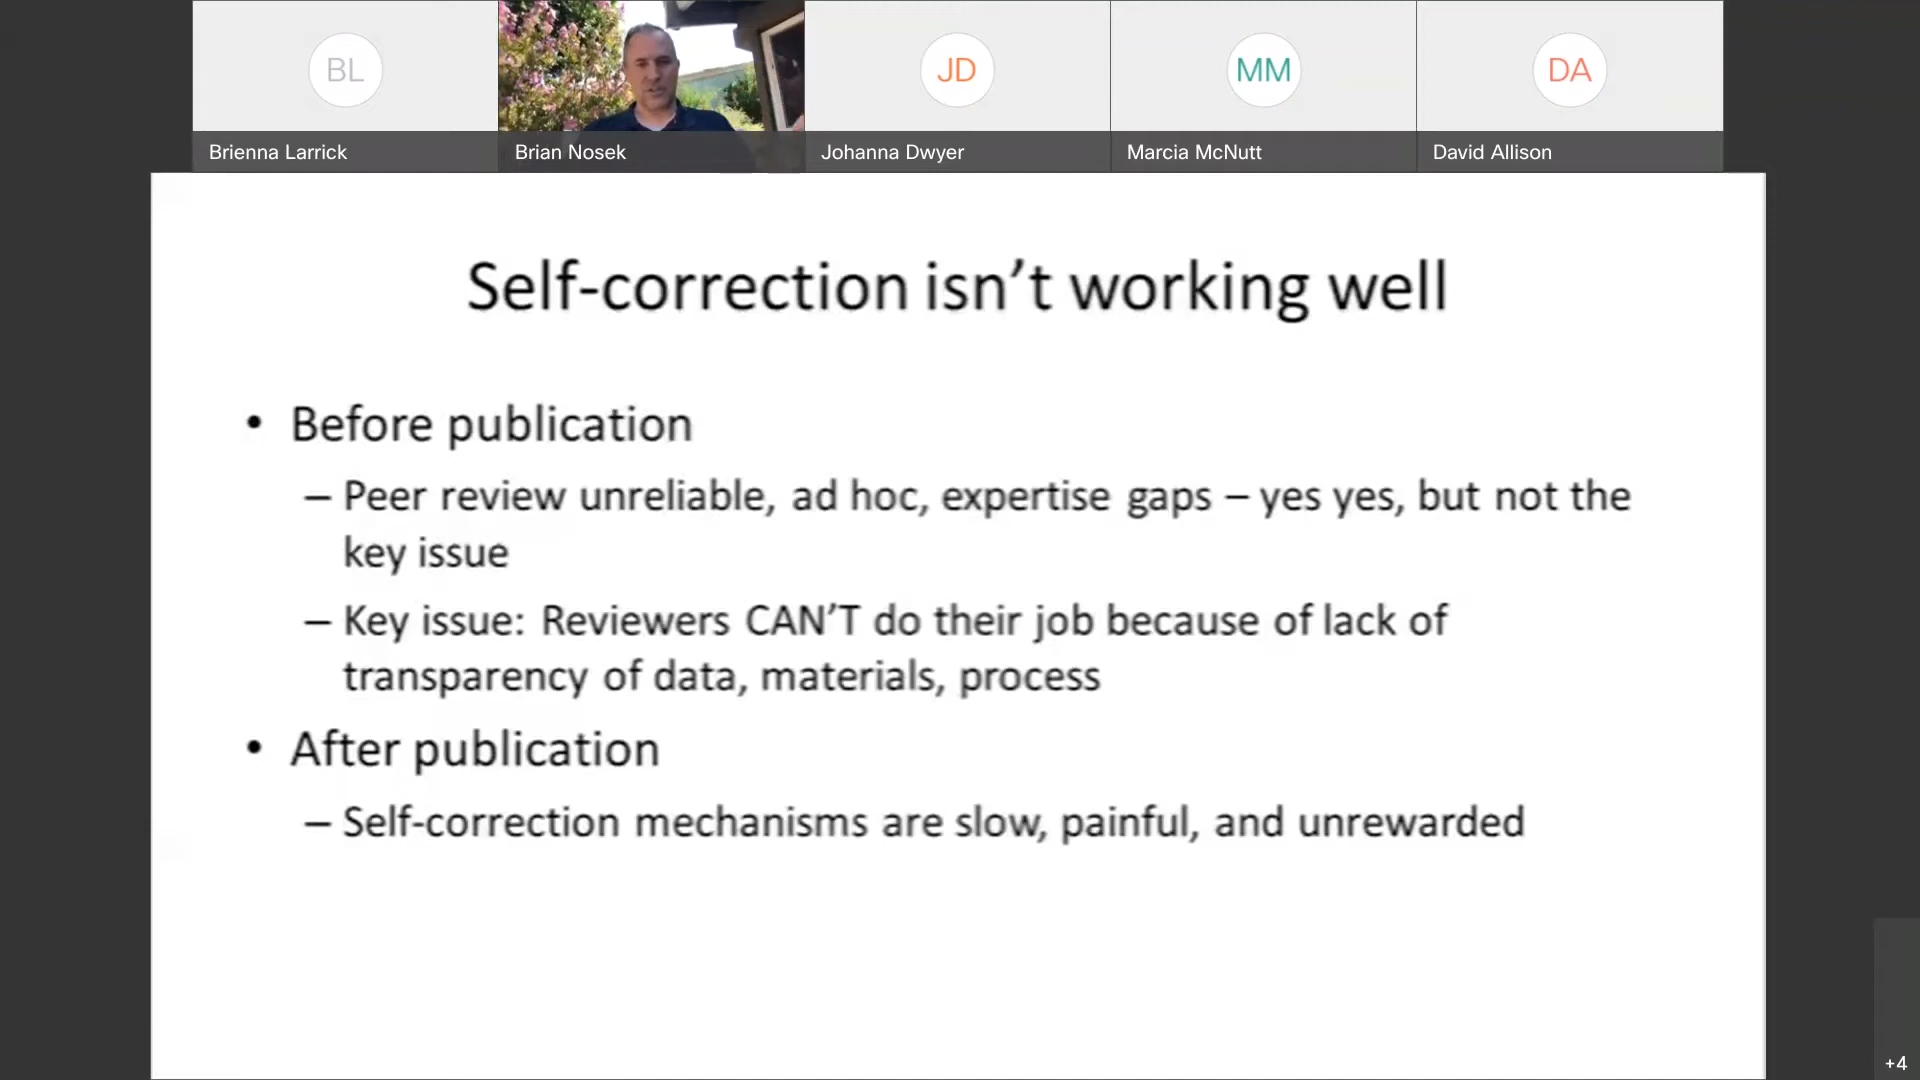 BL
JD
MM
DA
Brienna Larrick
Brian Nosek
Johanna Dwyer
Marcia McNutt
David Allison
Self-correction isn’t working well
• Before publication
– Peer review unreliable, ad hoc, expertise gaps – yes yes, but not the
key issue
– Key issue: Reviewers CAN’T do their job because of lack of
transparency of data, materials, process
• After publication
– Self-correction mechanisms are slow, painful, and unrewarded
+4